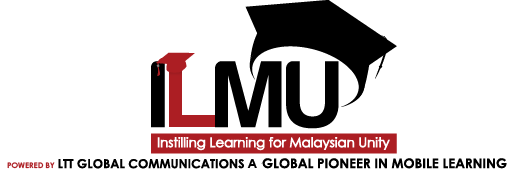 ILMU
Instilling Learning for Malaysian Unity
POWERED BY LTT GLOBAL COMMUNICATIONS A GLOBAL PIONEER IN MOBILE LEARNING